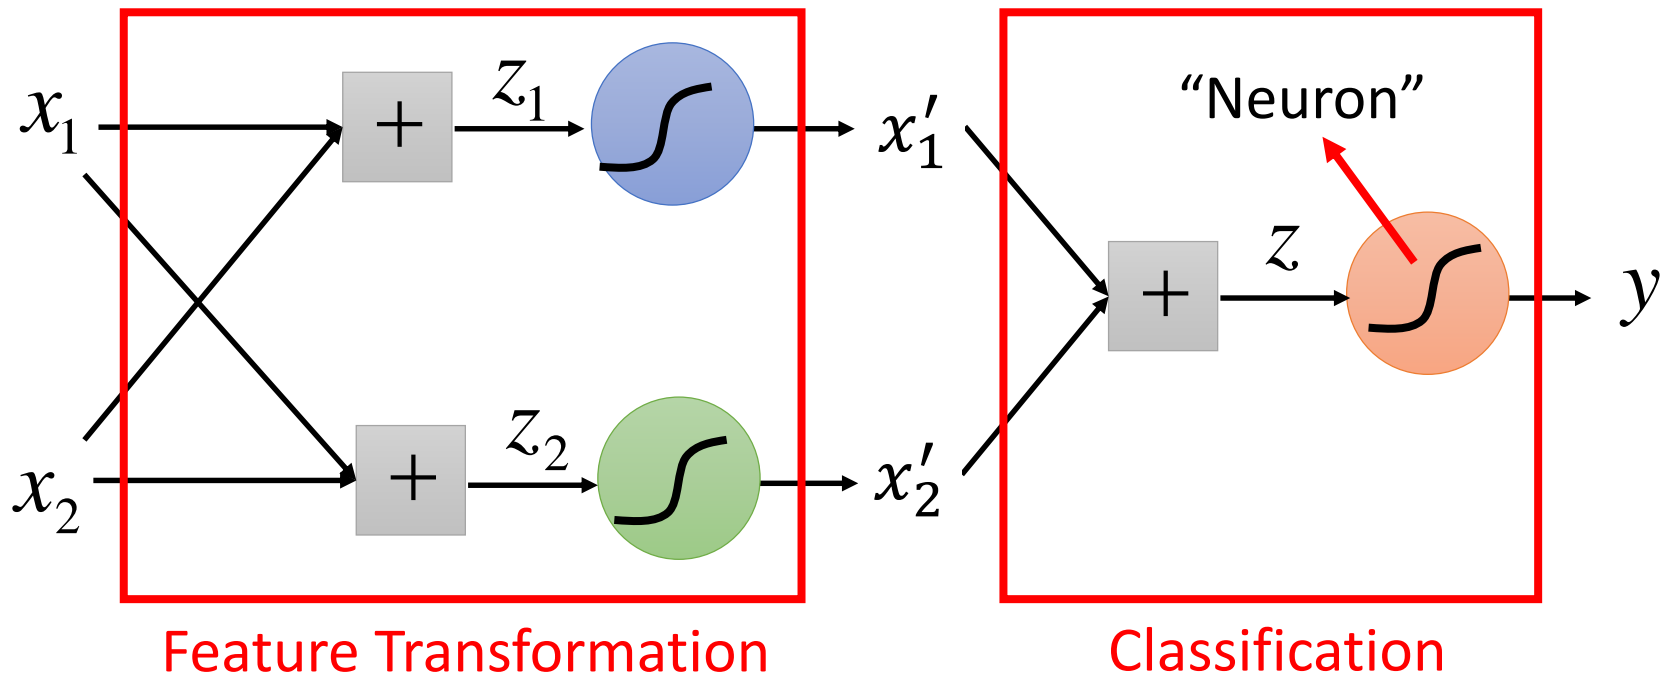 x₁
x₂
+
+
z₁
z₂
x′₁
x′₂
Feature Transformation
“Neuron”
+
z
y
Classification